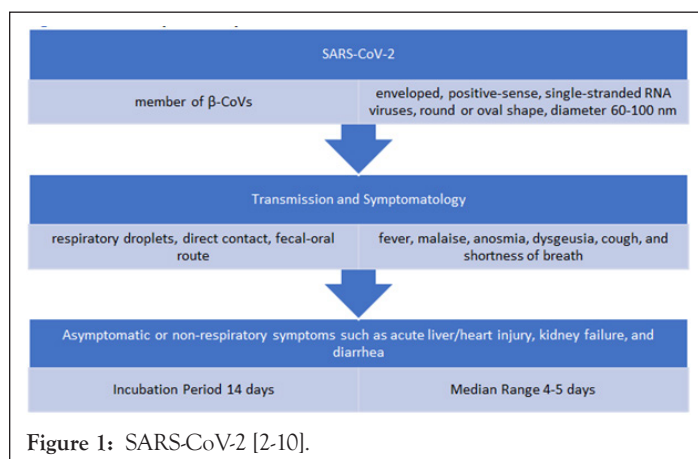 SARS-CoV-2
member of β-CoVs
enveloped, positive-sense, single-stranded RNA
viruses, round or oval shape, diameter 60-100 nm
Transmission and Symptomatology
respiratory droplets, direct contact, fecal-oral
route
fever, malaise, anosmia, dysgeusia, cough, and
shortness of breath
Asymptomatic or non-respiratory symptoms such as acute liver/heart injury, kidney failure, and
diarrhea
Incubation Period 14 days
Median Range 4-5 days
Figure 1: SARS-CoV-2 [2-10].